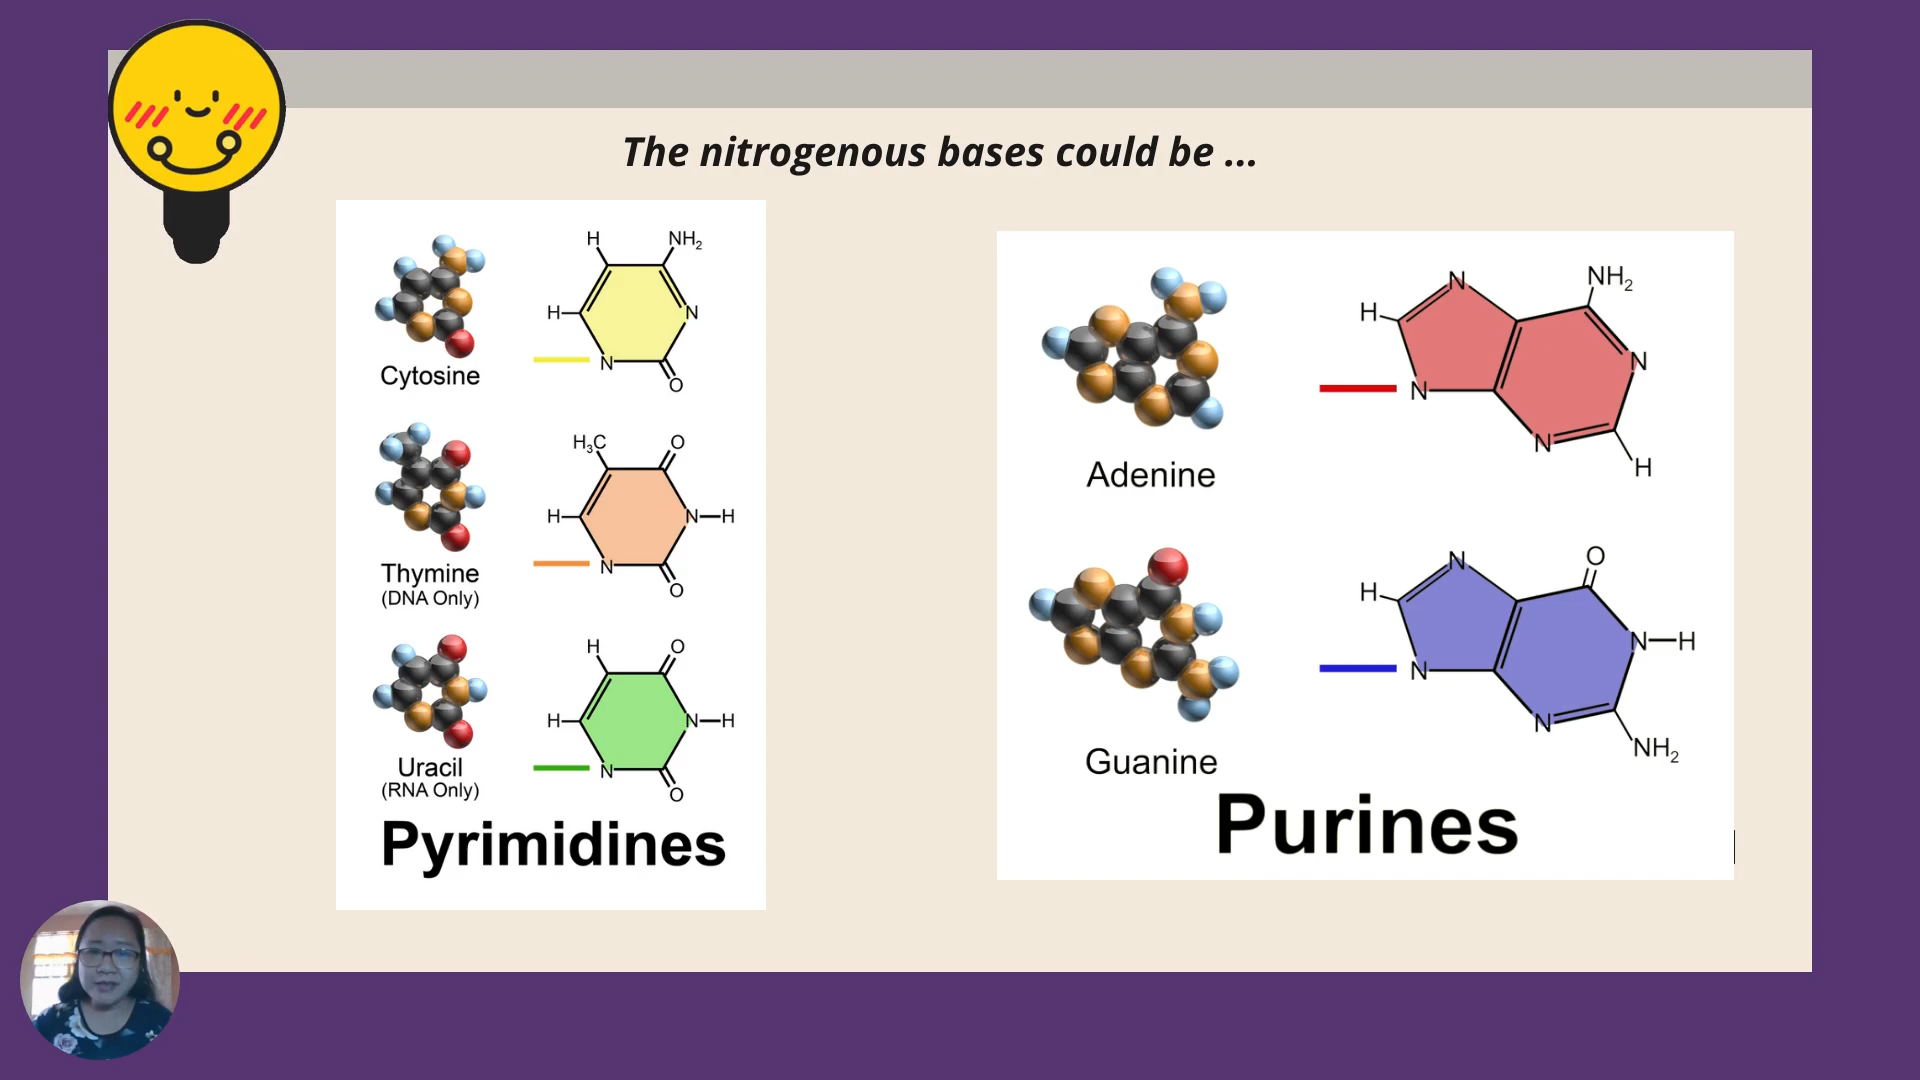 The nitrogenous bases could be ...
H NH2
H N
N O
Cytosine
H3C O
H N H
N O
Thymine
(DNA Only)
H O
H N H
N O
Uracil
(RNA Only)
Pyrimidines
N NH2
H N
N N H
Adenine
N O
H N H
N N NH2
Guanine
Purines